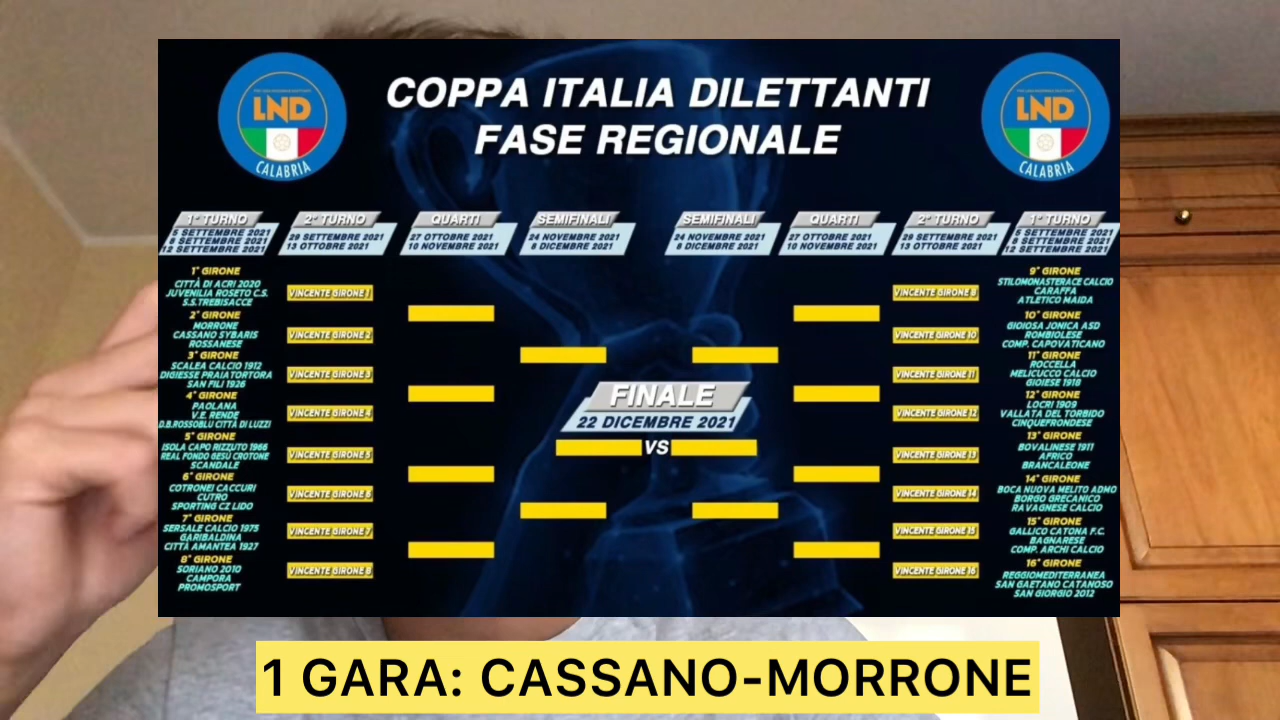 COPPA ITALIA DILETTANTI
FASE REGIONALE
LND
CALABRIA
LND
CALABRIA
1° TURNO
5 SETTEMBRE 2021
8 SETTEMBRE 2021
12 SETTEMBRE 2021
2° TURNO
29 SETTEMBRE 2021
13 OTTOBRE 2021
QUARTI
27 OTTOBRE 2021
10 NOVEMBRE 2021
SEMIFINALI
24 NOVEMBRE 2021
8 DICEMBRE 2021
SEMIFINALI
24 NOVEMBRE 2021
8 DICEMBRE 2021
QUARTI
27 OTTOBRE 2021
10 NOVEMBRE 2021
2° TURNO
29 SETTEMBRE 2021
13 OTTOBRE 2021
1° TURNO
5 SETTEMBRE 2021
8 SETTEMBRE 2021
12 SETTEMBRE 2021
1° GIRONE
CITTÀ DI ACRI 2020
JUVENILIA ROSETO C.S.
S.S.TREBISACCE
2° GIRONE
MORRONE
CASSANO SYBARIS
ROSSANESE
3° GIRONE
SCALEA CALCIO 1912
DIGIESSE PRAIATORTORA
SAN FILI 1926
4° GIRONE
PAOLANA
V.E. RENDE
D.B.ROSSOBLU CITTÀ DI LUZZI
5° GIRONE
ISOLA CAPO RIZZUTO 1966
REAL FONDO GESÙ CROTONE
SCANDALE
6° GIRONE
COTRONEI CACCURI
CUTRO
SPORTING CZ LIDO
7° GIRONE
SERSALE CALCIO 1975
GARIBALDINA
CITTÀ AMANTEA 1927
8° GIRONE
SORIANO 2010
CAMPORA
PROMOSPORT
VINCENTE GIRONE 1
VINCENTE GIRONE 2
VINCENTE GIRONE 3
VINCENTE GIRONE 4
VINCENTE GIRONE 5
VINCENTE GIRONE 6
VINCENTE GIRONE 7
VINCENTE GIRONE 8
FINALE
22 DICEMBRE 2021
VS
VINCENTE GIRONE
VINCENTE GIRONE 10
VINCENTE GIRONE 11
VINCENTE GIRONE 12
VINCENTE GIRONE 13
VINCENTE GIRONE 14
VINCENTE GIRONE 15
VINCENTE GIRONE 16
9° GIRONE
STILOMONASTERACE CALCIO
CARAFFA
ATLETICO MAIDA
10° GIRONE
GIOIOSA JONICA ASD
ROMBIOLESE
COMP. CAPOVATICANO
11° GIRONE
ROCCELLA
MELICUCCO CALCIO
GIOIESE 1918
12° GIRONE
LOCRI 1909
VALLATA DEL TORBIDO
CINQUEFRONDESE
13° GIRONE
BOVALINESE 1911
AFRICO
BRANCALEONE
14° GIRONE
BOCA NUOVA MELITO ADMO
BORGO GRECANICO
RAVAGNESE CALCIO
15° GIRONE
GALLICO CATONA F.C.
BAGNARESE
COMP. ARCHI CALCIO
16° GIRONE
REGGIOMEDITERRANEA
SAN GAETANO CATANOSO
SAN GIORGIO 2012
1 GARA: CASSANO-MORRONE